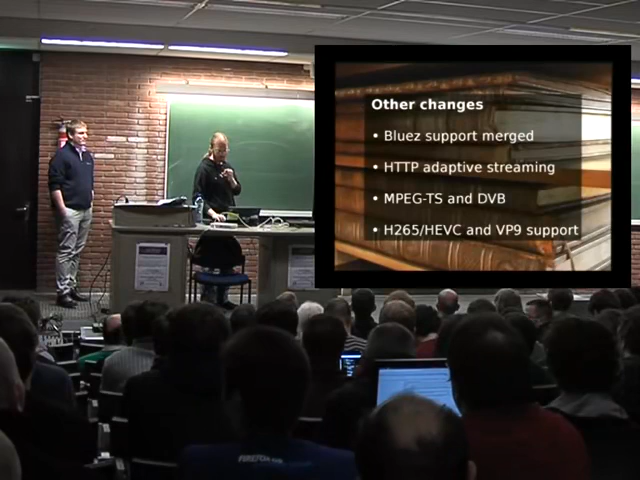 Other changes
• Bluez support merged
• HTTP adaptive streaming
• MPEG-TS and DVB
• H265/HEVC and VP9 support